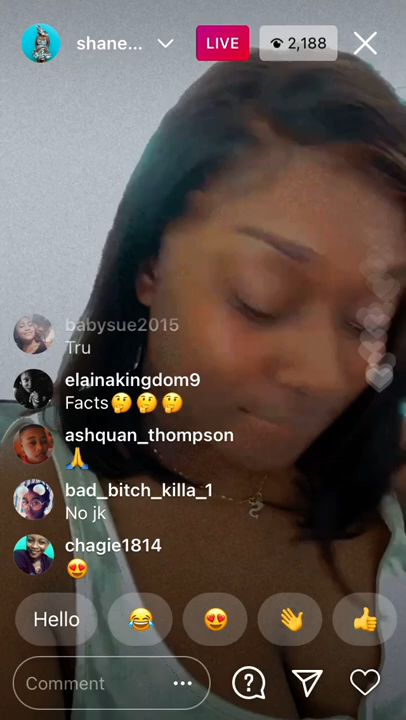 shane...
LIVE
2,188
babysue2015
Tru
elainakingdom9
Facts🤔🤔🤔
ashquan_thompson
🙏
bad_bitch_killa_1
No jk
chagie1814
😍
Hello 😂 😍 👋 👍
Comment